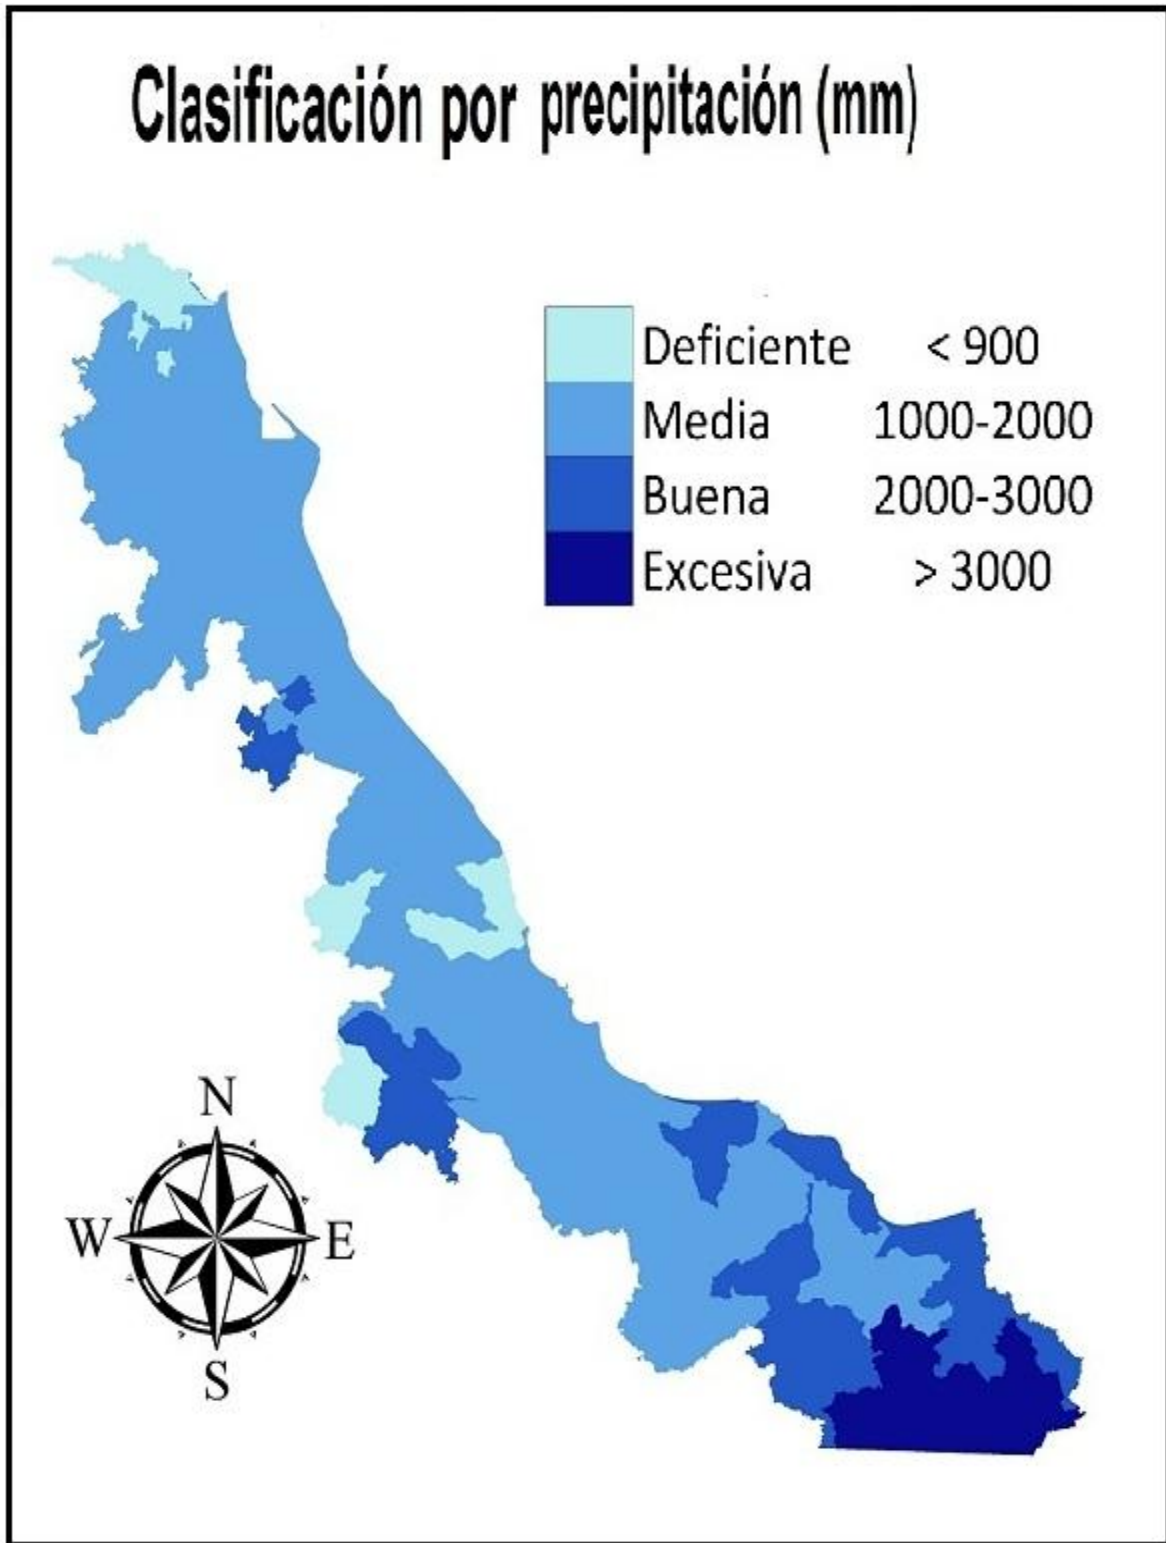 Clasificación por precipitación (mm)
Deficiente < 900
Media 1000-2000
Buena 2000-3000
Excesiva > 3000
N
W E
S